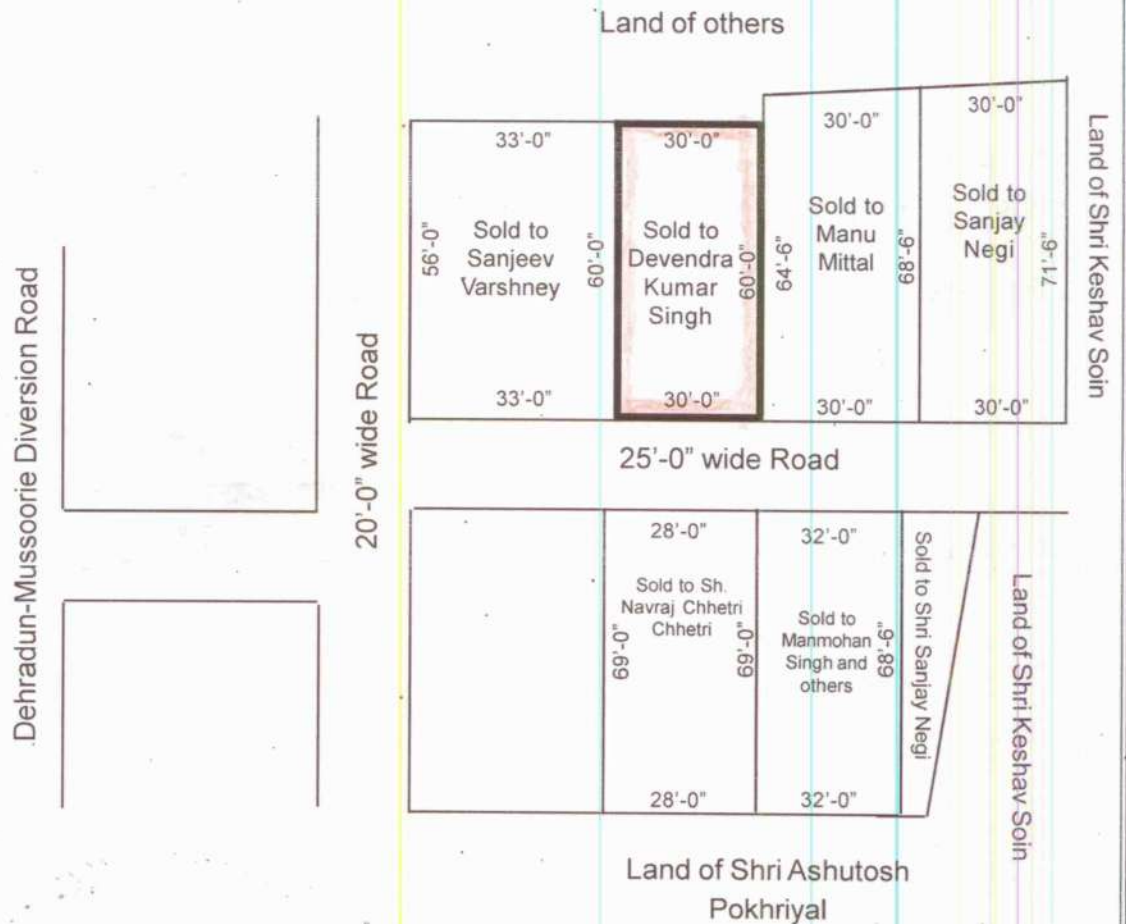 Land of others
33'-0"
30'-0"
30'-0"
30'-0"
Sold to
Sanjeev
Varshney
56'-0"
60'-0"
Sold to
Devendra
Kumar
Singh
60'-0"
64'-6"
Sold to
Manu
Mittal
68'-6"
Sold to
Sanjay
Negi
71'-6"
Land of Shri Keshav Soin
33'-0"
30'-0"
30'-0"
30'-0"
Dehradun-Mussoorie Diversion Road
20'-0" wide Road
25'-0" wide Road
28'-0"
32'-0"
Sold to Sh.
Navraj Chhetri
Chhetri
69'-0"
69'-0"
Sold to
Manmohan
Singh and
others
68'-6"
Sold to Shri Sanjay Negi
Land of Shri Keshav Soin
28'-0"
32'-0"
Land of Shri Ashutosh
Pokhriyal